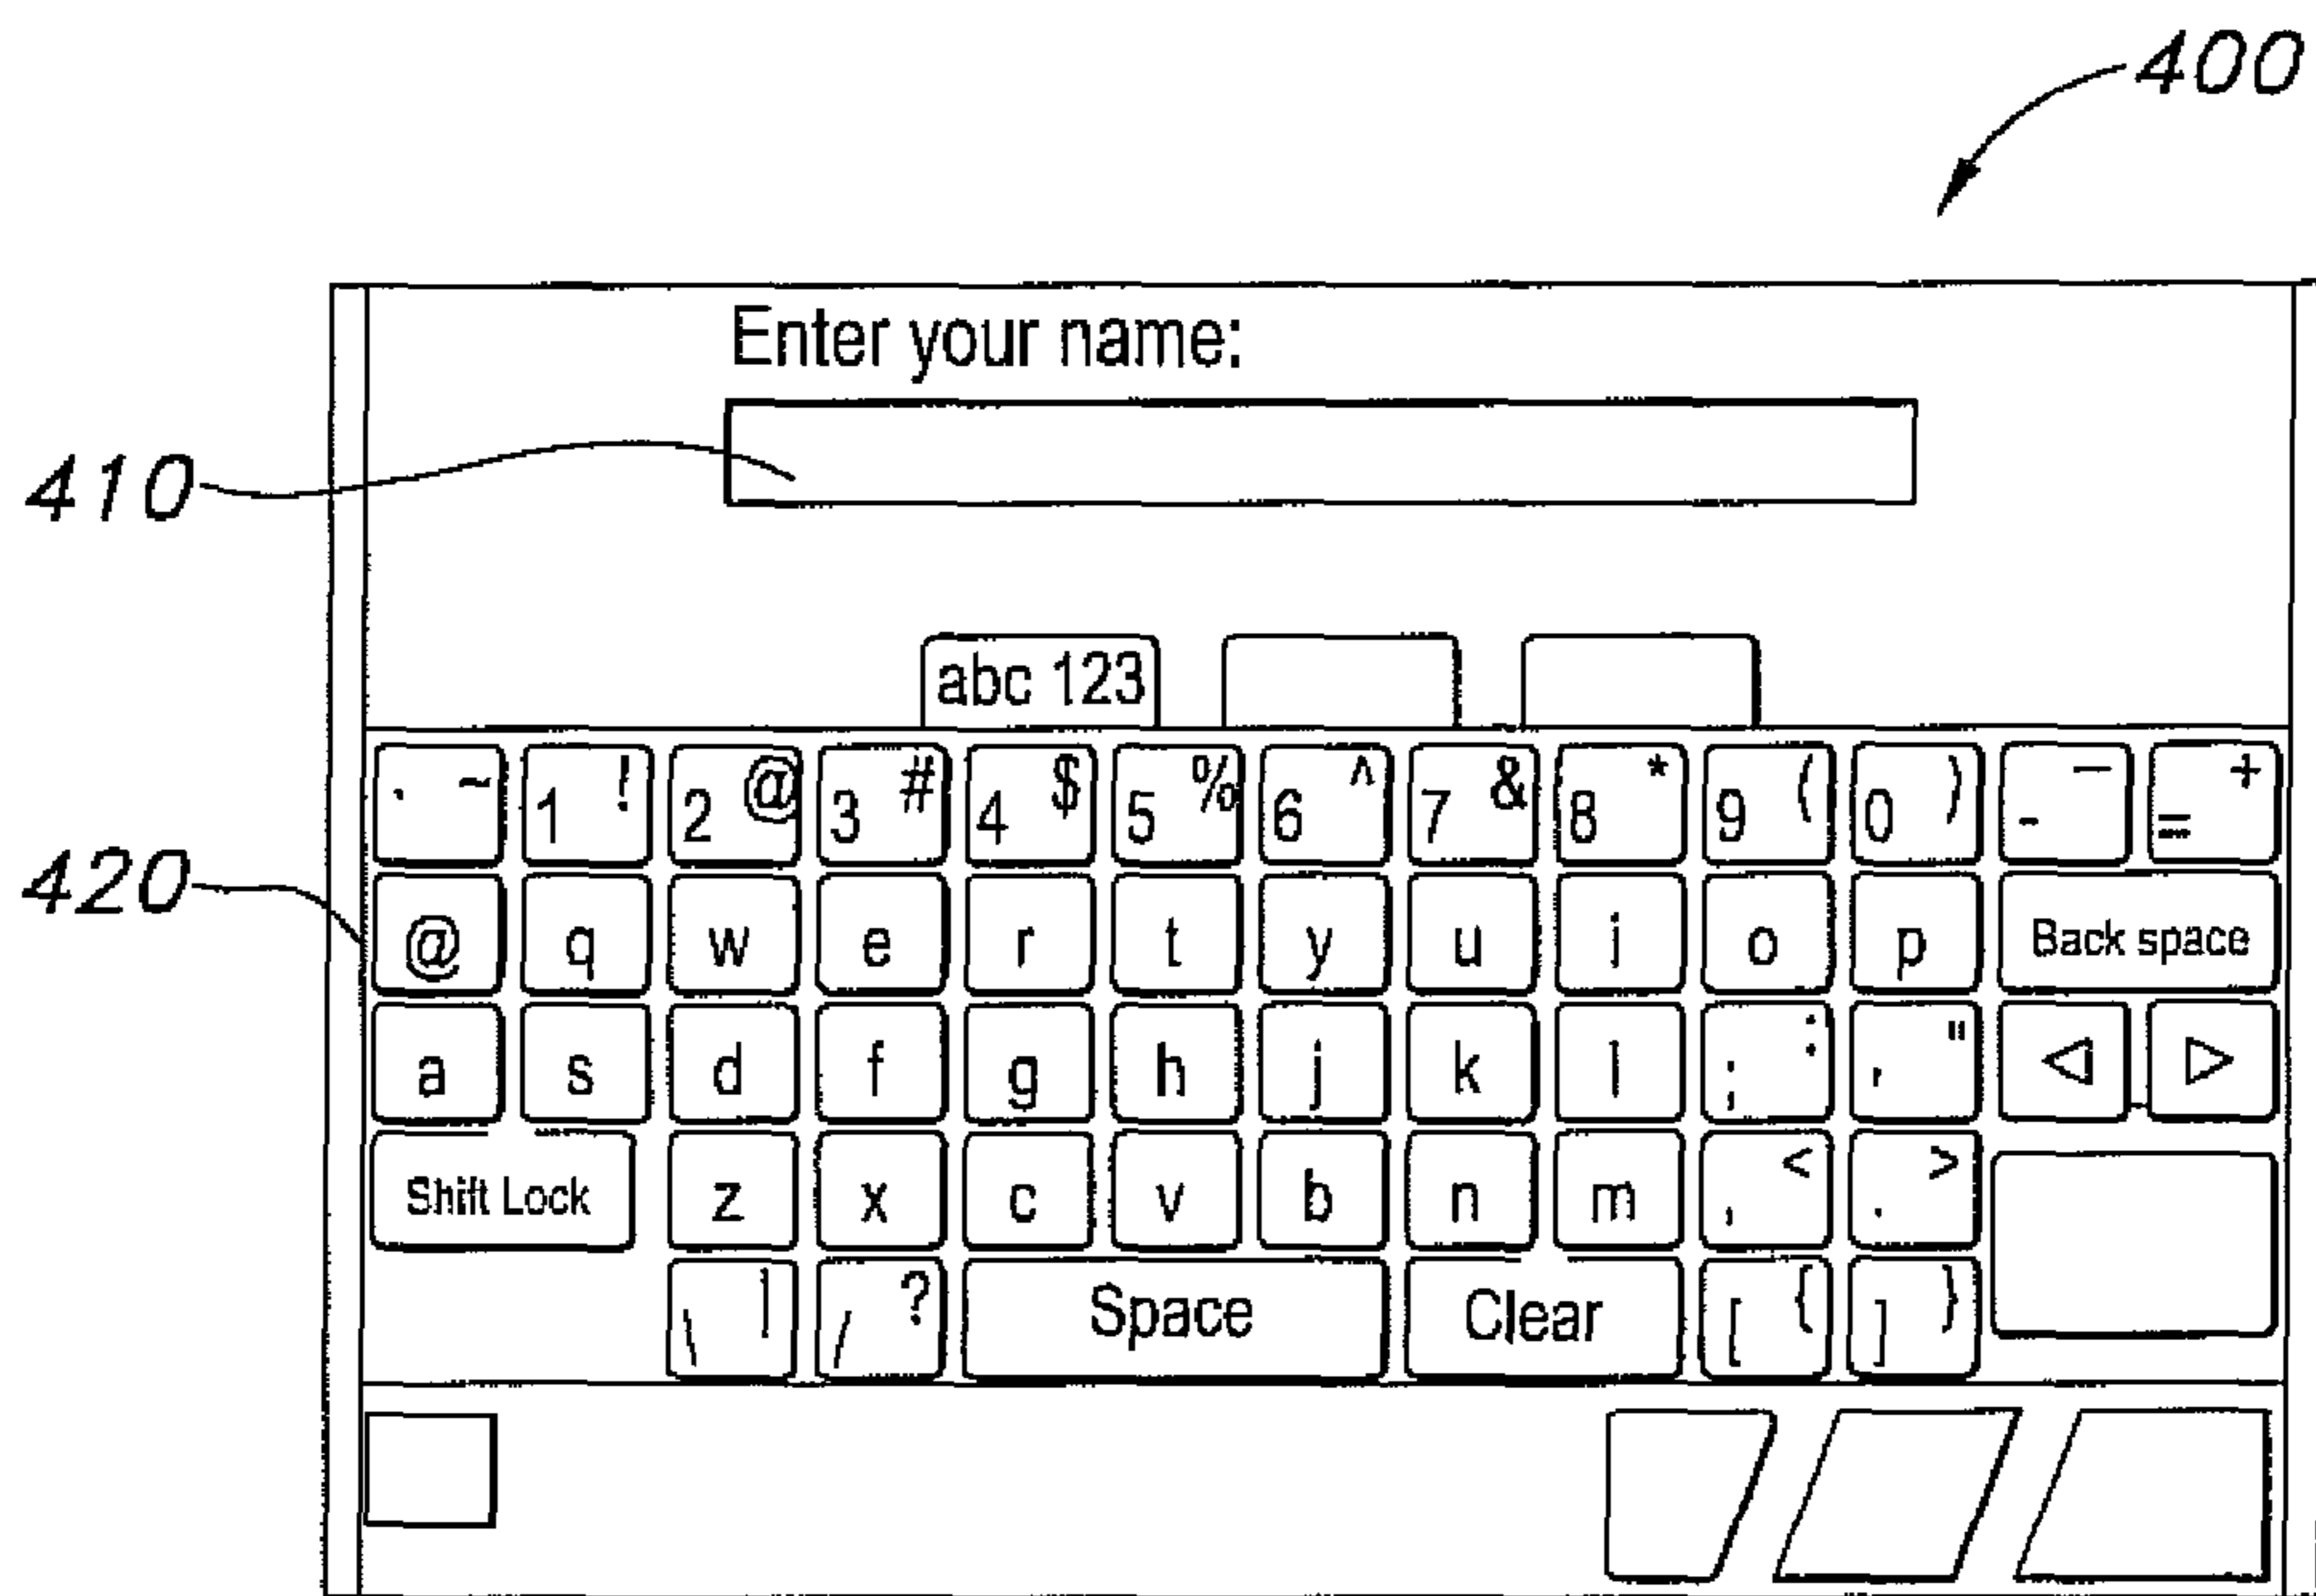 400
Enter your name:
410
abc 123
. ~ 1 ! 2 @ 3 # 4 $ 5 % 6 ^ 7 & 8 * 9 ( 0 ) - — = +
420
@ q w e r t y u i o p Back space
a s d f g h j k l ; : ' " ◁ ▷
Shift Lock z x c v b n m , < . >
\ | / ? Space Clear [ { ] }